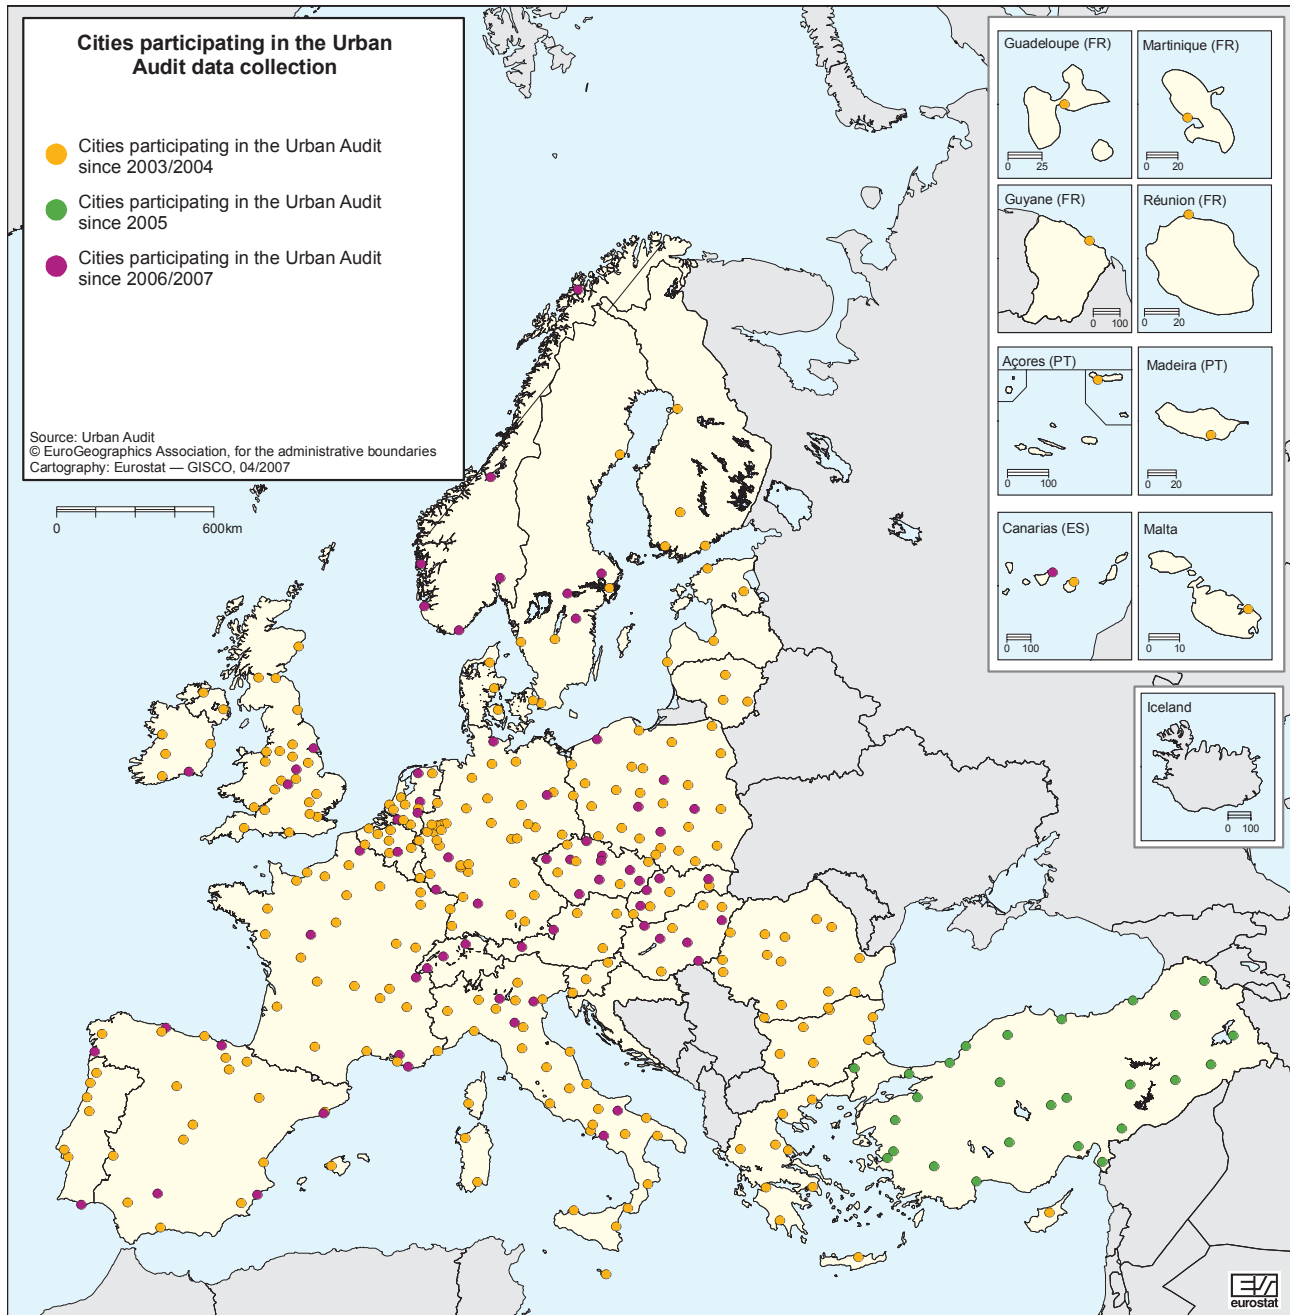 Cities participating in the Urban
Audit data collection
Cities participating in the Urban Audit
since 2003/2004
Cities participating in the Urban Audit
since 2005
Cities participating in the Urban Audit
since 2006/2007
Source: Urban Audit
© EuroGeographics Association, for the administrative boundaries
Cartography: Eurostat — GISCO, 04/2007
0 600km
Guadeloupe (FR)
0 25
Martinique (FR)
0 20
Guyane (FR)
0 100
Réunion (FR)
0 20
Açores (PT)
0 100
Madeira (PT)
0 20
Canarias (ES)
0 100
Malta
0 10
Iceland
0 100
eurostat